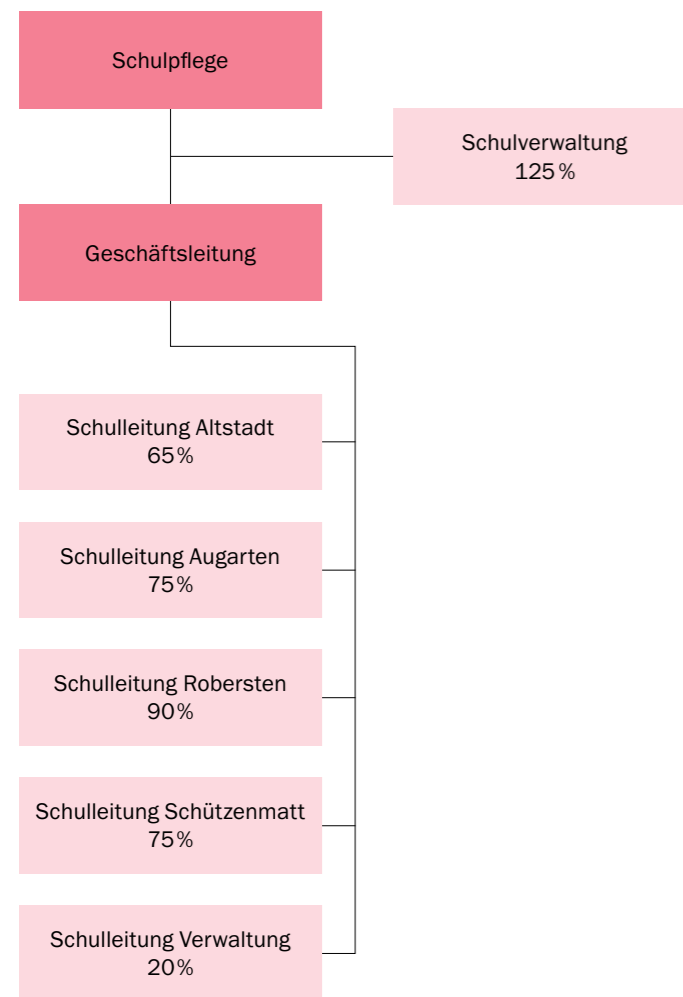 Schulpflege
Schulverwaltung
125 %
Geschäftsleitung
Schulleitung Altstadt
65 %
Schulleitung Augarten
75 %
Schulleitung Robersten
90 %
Schulleitung Schützenmatt
75 %
Schulleitung Verwaltung
20 %